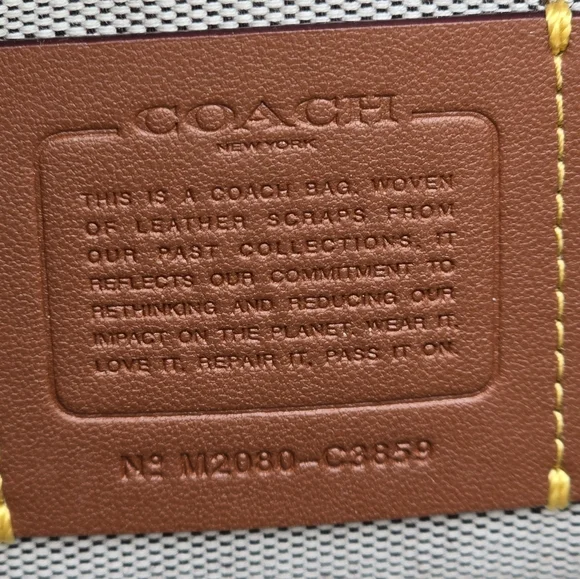 COACH
NEW YORK
THIS IS A COACH BAG. WOVEN
OF LEATHER SCRAPS FROM
OUR PAST COLLECTIONS, IT
REFLECTS OUR COMMITMENT TO
RETHINKING AND REDUCING OUR
IMPACT ON THE PLANET. WEAR IT.
LOVE IT. REPAIR IT. PASS IT ON.
Nº M2080-C3859